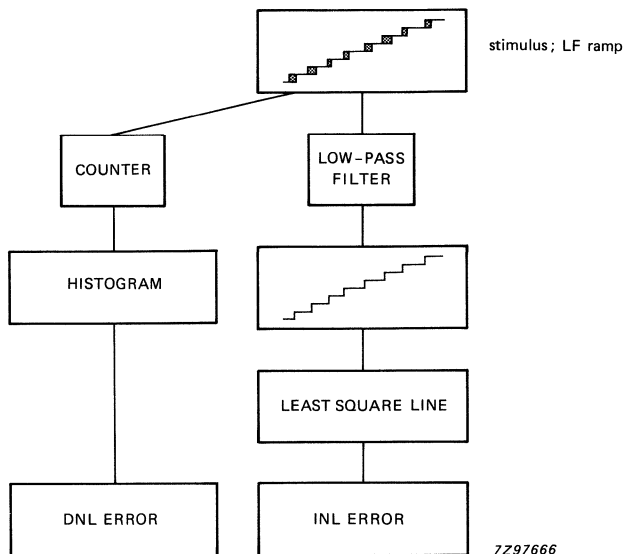 stimulus; LF ramp
COUNTER
LOW-PASS
FILTER
HISTOGRAM
LEAST SQUARE LINE
DNL ERROR
INL ERROR
7Z97666